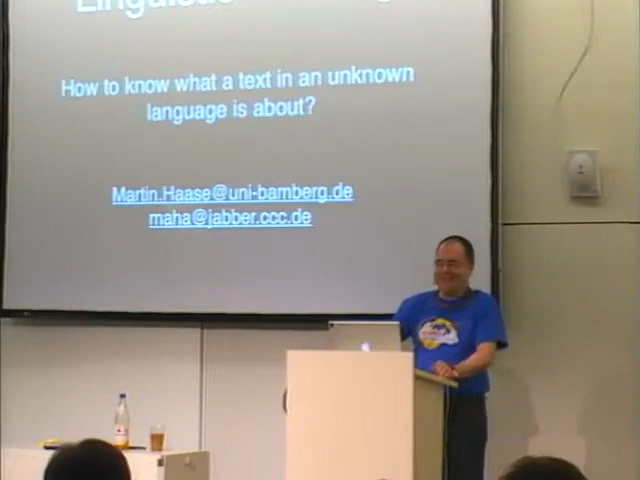 How to know what a text in an unknown
language is about?
Martin.Haase@uni-bamberg.de
maha@jabber.ccc.de